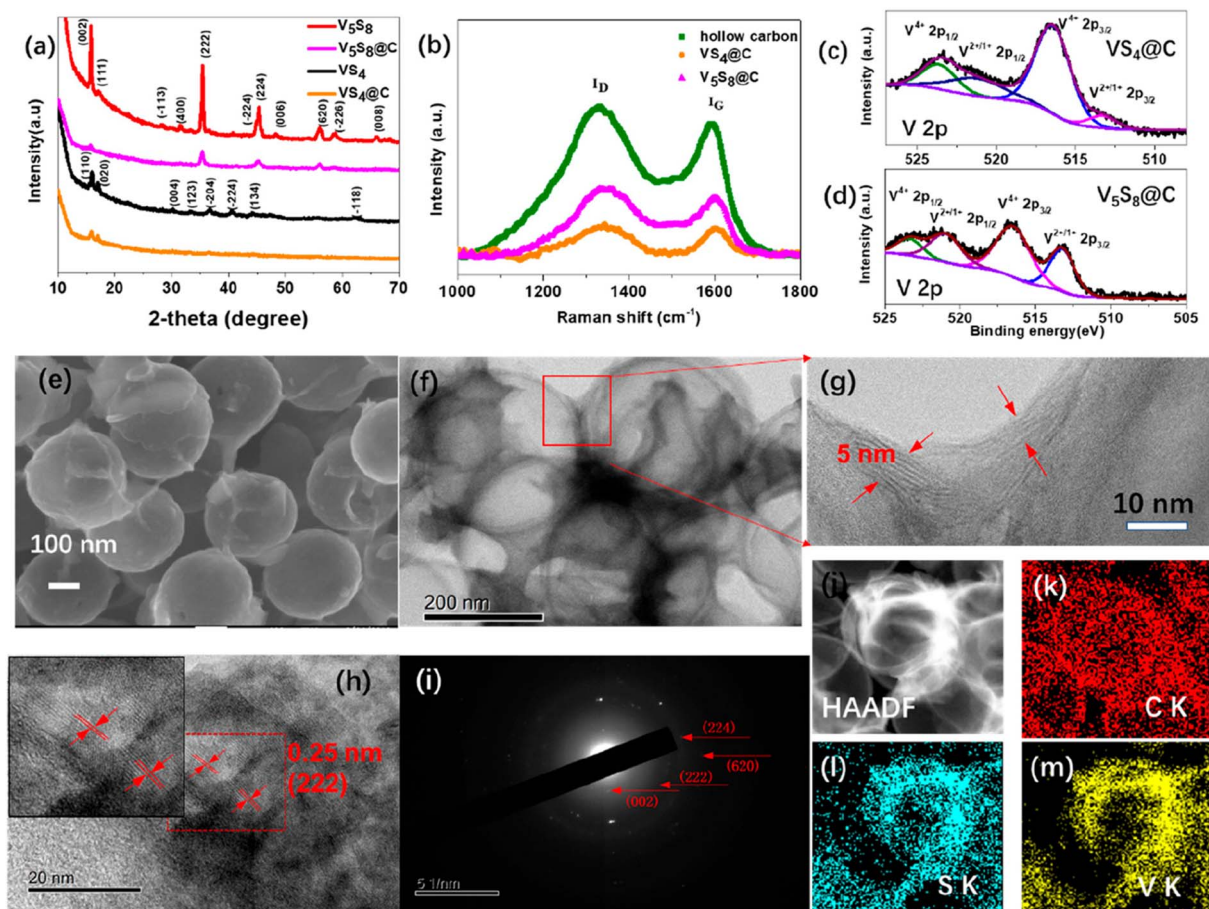 (a)
Intensity(a.u)
(002)
(111)
(-113)
(400)
(222)
(-224)
(224)
(006)
(620)
(-226)
(008)
V₅S₈
V₅S₈@C
VS₄
VS₄@C
(110)
(020)
(004)
(123)
(-204)
(-224)
(134)
(-118)
10 20 30 40 50 60 70
2-theta (degree)
(b)
Intensity (a.u.)
hollow carbon
VS₄@C
V₅S₈@C
I_D
I_G
1000 1200 1400 1600 1800
Raman shift (cm⁻¹)
(c)
Intensity (a.u.)
V⁴⁺ 2p₁/₂
V²⁺/¹⁺ 2p₁/₂
V⁴⁺ 2p₃/₂
VS₄@C
V²⁺/¹⁺ 2p₃/₂
V 2p
525 520 515 510
(d)
Intensity (a.u.)
V₅S₈@C
V⁴⁺ 2p₁/₂
V²⁺/¹⁺ 2p₁/₂
V⁴⁺ 2p₃/₂
V²⁺/¹⁺ 2p₃/₂
V 2p
525 520 515 510 505
Binding energy(eV)
(e)
100 nm
(f)
200 nm
(g)
5 nm
10 nm
(h)
0.25 nm
(222)
20 nm
(i)
(224)
(620)
(222)
(002)
5 1/nm
(j)
HAADF
(k)
C K
(l)
S K
(m)
V K